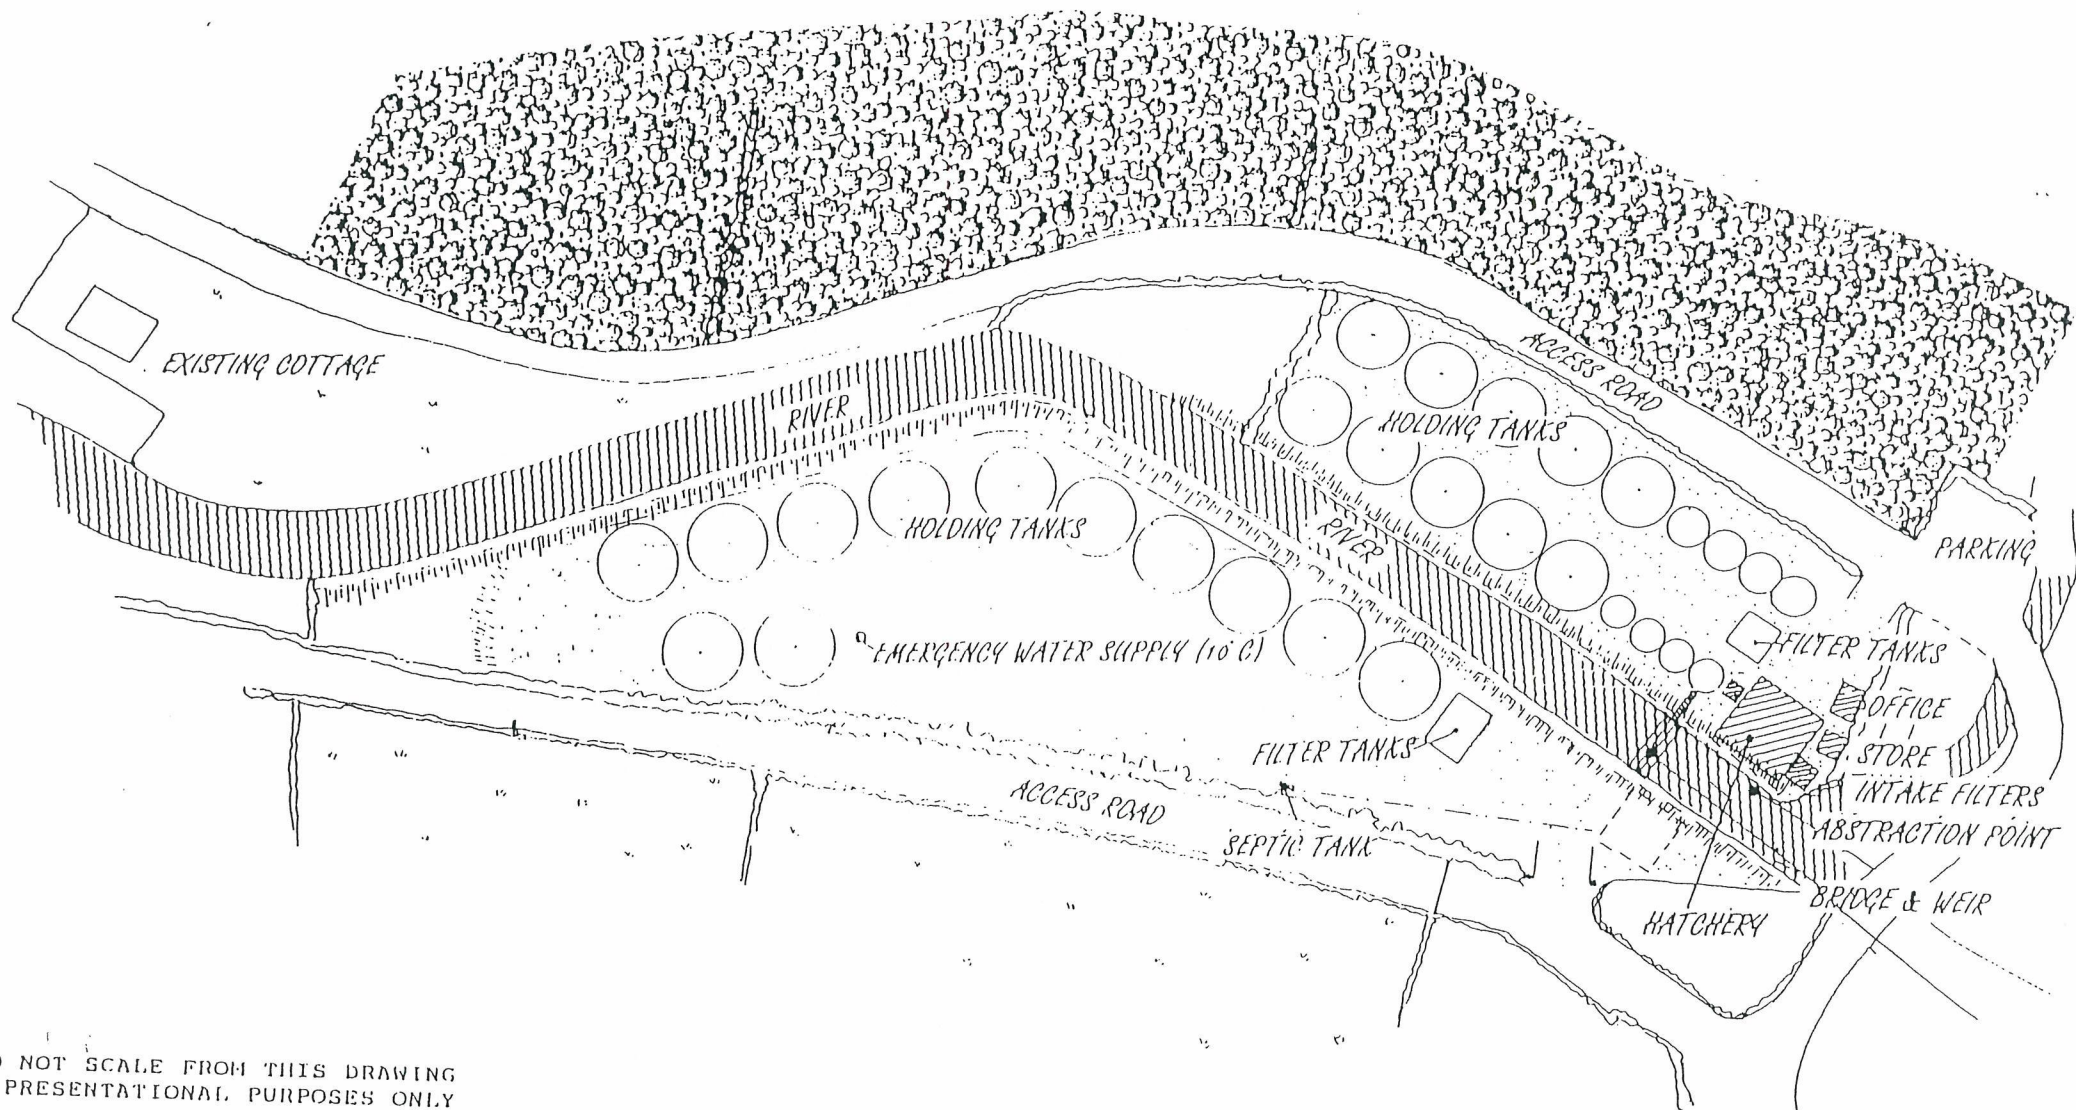 ACCESS ROAD
EXISTING COTTAGE
RIVER
HOLDING TANKS
HOLDING TANKS
RIVER
PARKING
EMERGENCY WATER SUPPLY (10°C)
FILTER TANKS
OFFICE
FILTER TANKS
STORE
INTAKE FILTERS
ACCESS ROAD
ABSTRACTION POINT
SEPTIC TANK
BRIDGE & WEIR
HATCHERY
NOT SCALE FROM THIS DRAWING
PRESENTATIONAL PURPOSES ONLY